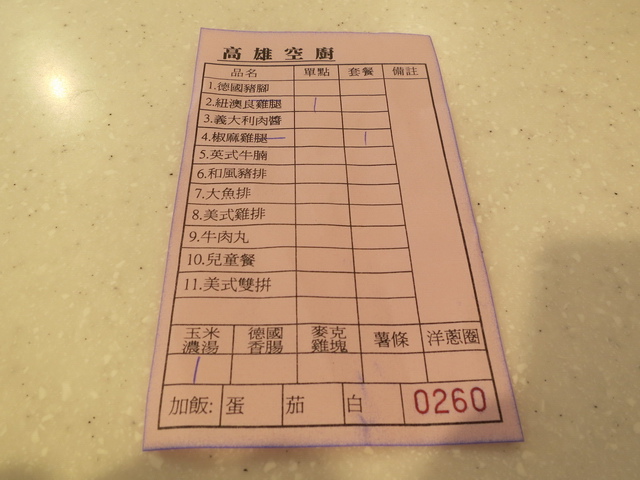 高雄空廚
品名 單點 套餐 備註
1.德國豬腳
2.紐澳良雞腿
3.義大利肉醬
4.椒麻雞腿
5.英式牛腩
6.和風豬排
7.大魚排
8.美式雞排
9.牛肉丸
10.兒童餐
11.美式雙拼
玉米 德國 麥克 薯條 洋蔥圈
濃湯 香腸 雞塊
加飯: 蛋 茄 白 0260